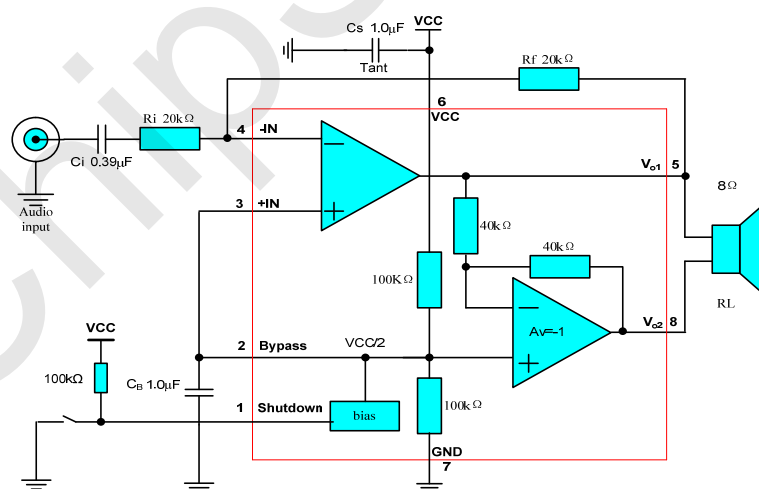 Cs 1.0μF
VCC
Tant
Rf 20kΩ
6
VCC
Ri 20kΩ
4
-IN
Ci 0.39μF
Vo1
5
8Ω
3
+IN
Audio
input
40kΩ
40kΩ
100KΩ
RL
Av=-1
Vo2
8
VCC
2
Bypass
VCC/2
100kΩ
CB 1.0μF
1
Shutdown
bias
100kΩ
GND
7
chips